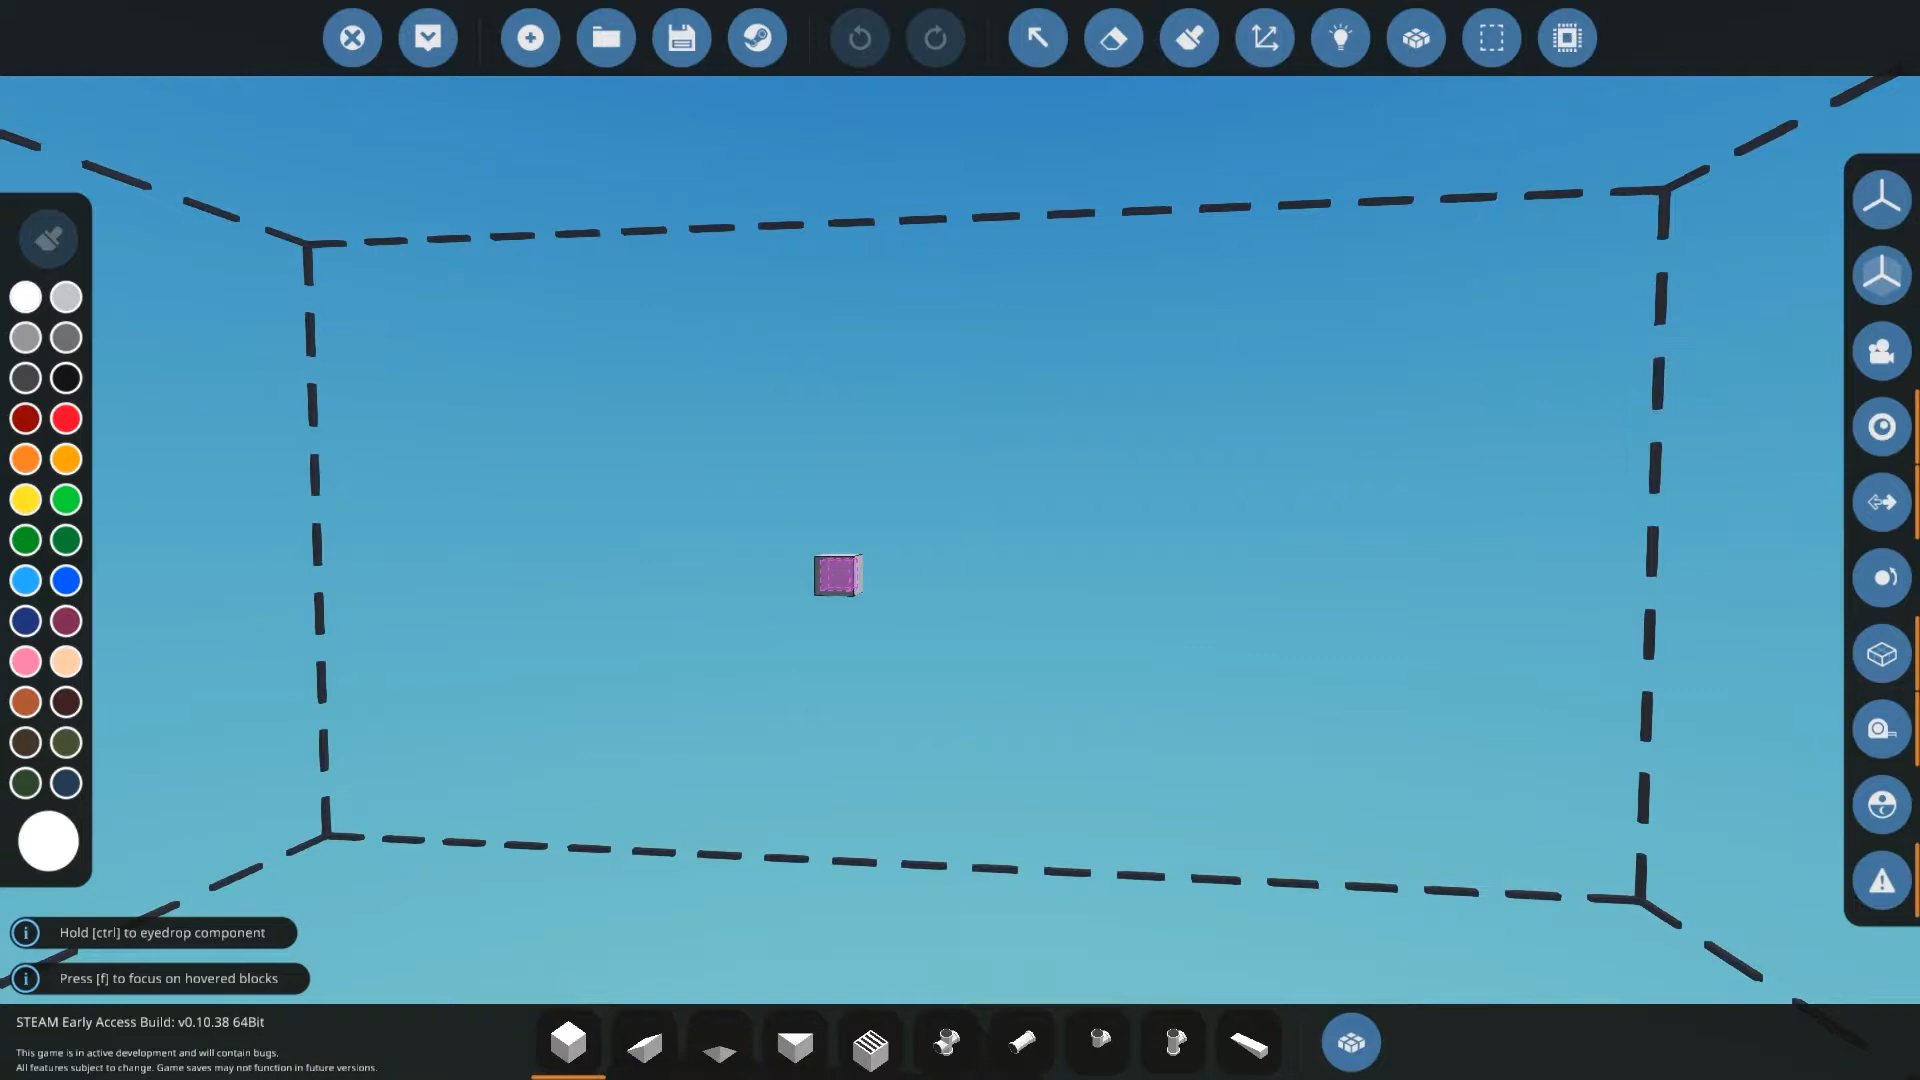 Hold [ctrl] to eyedrop component
Press [f] to focus on hovered blocks
STEAM Early Access Build: v0.10.38 64Bit
This game is in active development and will contain bugs.
All features subject to change. Game saves may not function in future versions.